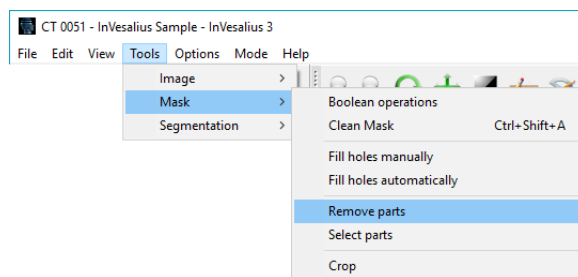 CT 0051 - InVesalius Sample - InVesalius 3
File Edit View Tools Options Mode Help
Image
Mask
Segmentation
Boolean operations
Clean Mask Ctrl+Shift+A
Fill holes manually
Fill holes automatically
Remove parts
Select parts
Crop